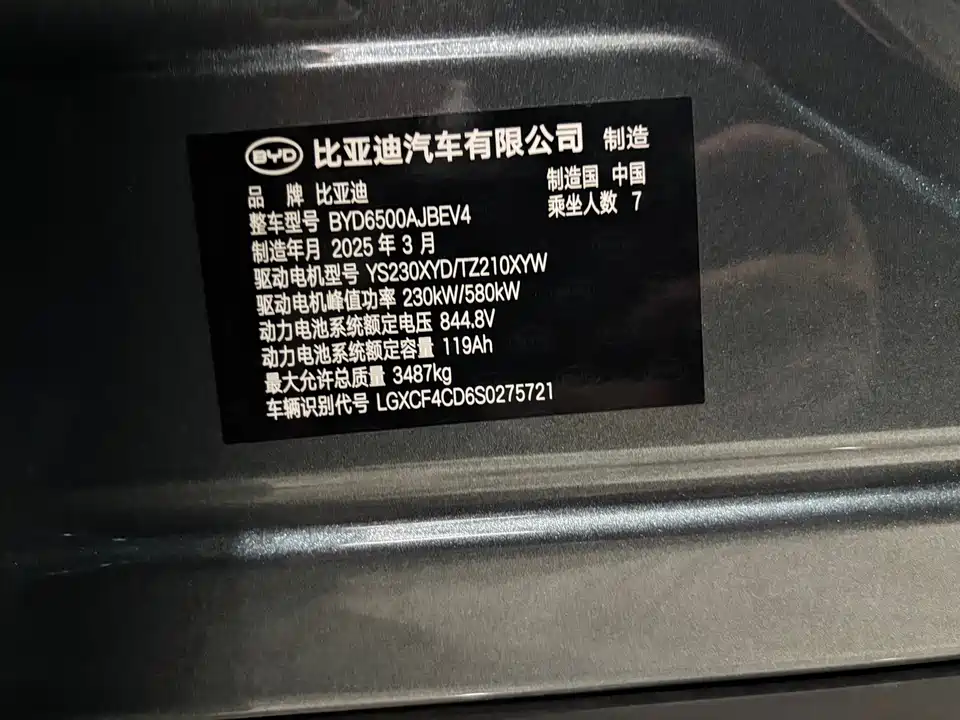 BYD 比亚迪汽车有限公司 制造
品 牌 比亚迪 制造国 中国
整车型号 BYD6500AJBEV4 乘坐人数 7
制造年月 2025 年 3 月
驱动电机型号 YS230XYD/TZ210XYW
驱动电机峰值功率 230kW/580kW
动力电池系统额定电压 844.8V
动力电池系统额定容量 119Ah
最大允许总质量 3487kg
车辆识别代号 LGXCF4CD6S0275721